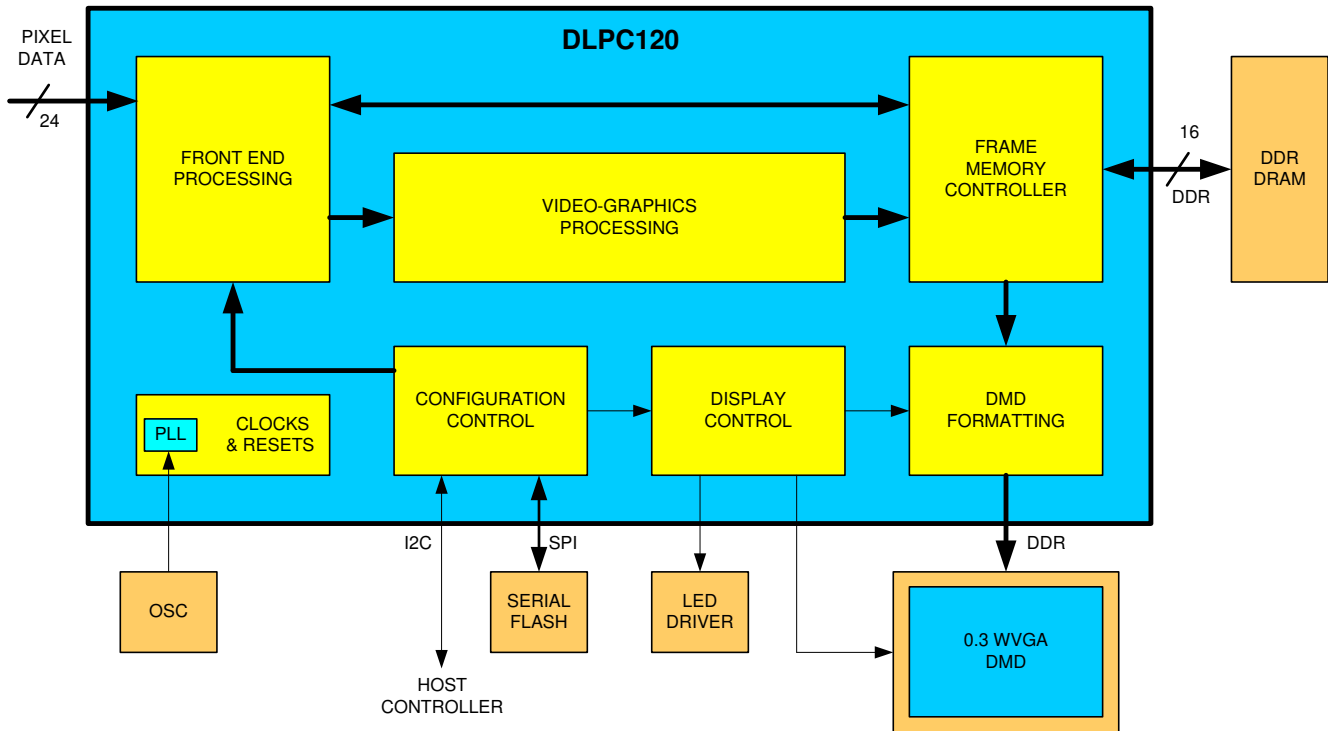 PIXEL
DATA
24
DLPC120
FRONT END
PROCESSING
VIDEO-GRAPHICS
PROCESSING
FRAME
MEMORY
CONTROLLER
16
DDR
DDR
DRAM
CLOCKS
& RESETS
PLL
CONFIGURATION
CONTROL
DISPLAY
CONTROL
DMD
FORMATTING
I2C
SPI
DDR
OSC
SERIAL
FLASH
LED
DRIVER
0.3 WVGA
DMD
HOST
CONTROLLER